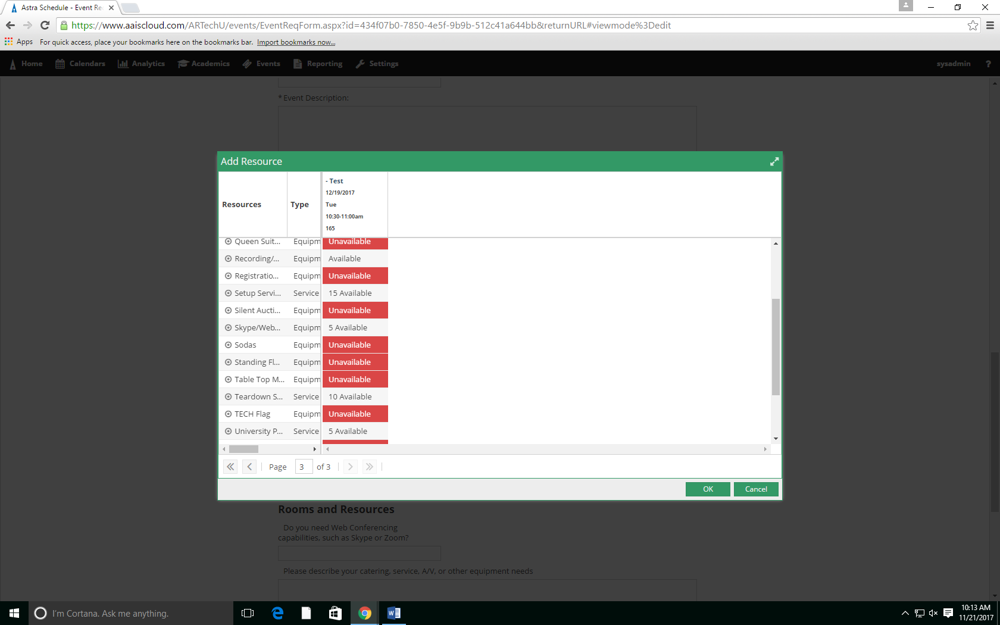 Astra Schedule - Event Re
https://www.aaiscloud.com/ARTechU/events/EventReqForm.aspx?id=434f07b0-7850-4e5f-9b9b-512c41a644bb&returnURL#viewmode%3Dedit
Apps For quick access, place your bookmarks here on the bookmarks bar. Import bookmarks now...
Home Calendars Analytics Academics Events Reporting Settings sysadmin ?
* Event Description:
Add Resource
- Test
12/19/2017
Resources Type Tue
10:30-11:00am
165
Queen Suit... Equipm Unavailable
Recording/... Equipm Available
Registratio... Equipm Unavailable
Setup Servi... Service 15 Available
Silent Aucti... Equipm Unavailable
Skype/Web... Equipm 5 Available
Sodas Equipm Unavailable
Standing Fl... Equipm Unavailable
Table Top M... Equipm Unavailable
Teardown S... Service 10 Available
TECH Flag Equipm Unavailable
University P... Service 5 Available
Page 3 of 3
OK Cancel
Rooms and Resources
Do you need Web Conferencing
capabilities, such as Skype or Zoom?
Please describe your catering, service, A/V, or other equipment needs
I'm Cortana. Ask me anything.
10:13 AM
11/21/2017